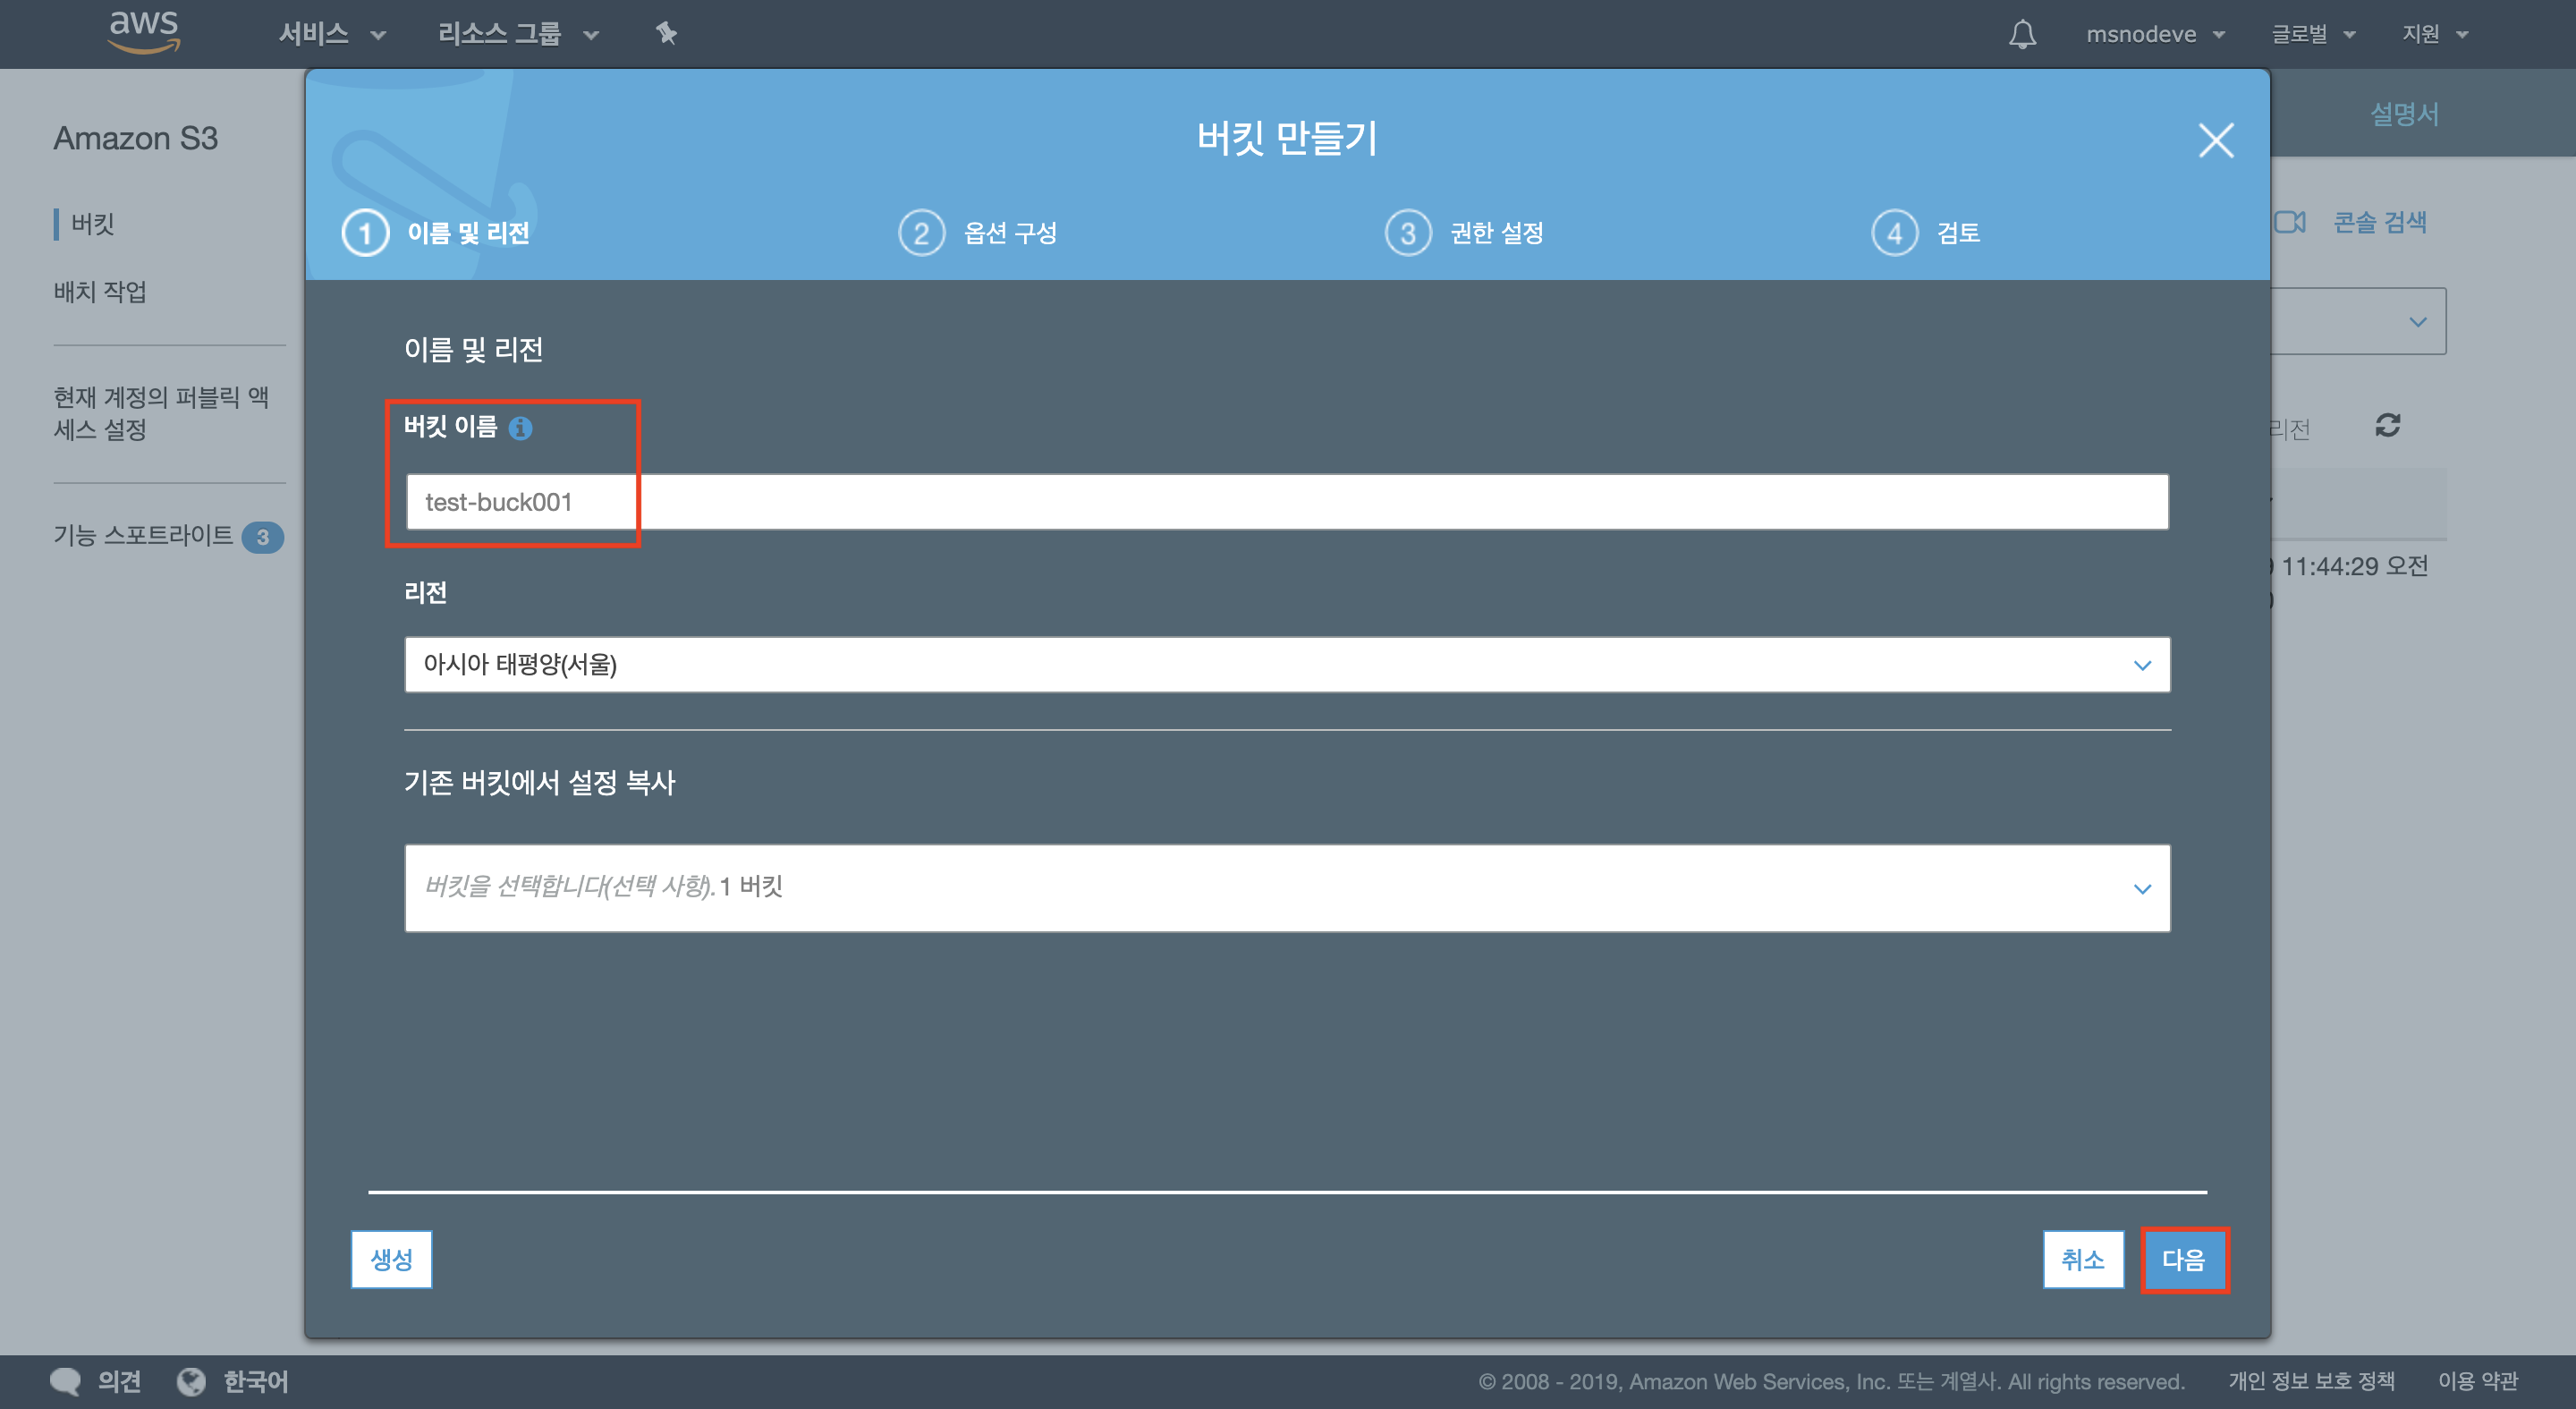 aws
서비스
리소스 그룹
msnodeve
글로벌
지원
Amazon S3
버킷
배치 작업
현재 계정의 퍼블릭 액
세스 설정
기능 스포트라이트 3
버킷 만들기
1 이름 및 리전
2 옵션 구성
3 권한 설정
4 검토
이름 및 리전
버킷 이름
test-buck001
리전
아시아 태평양(서울)
기존 버킷에서 설정 복사
버킷을 선택합니다(선택 사항). 1 버킷
생성
취소
다음
설명서
콘솔 검색
리전
11:44:29 오전
의견
한국어
© 2008 - 2019, Amazon Web Services, Inc. 또는 계열사. All rights reserved.
개인 정보 보호 정책
이용 약관